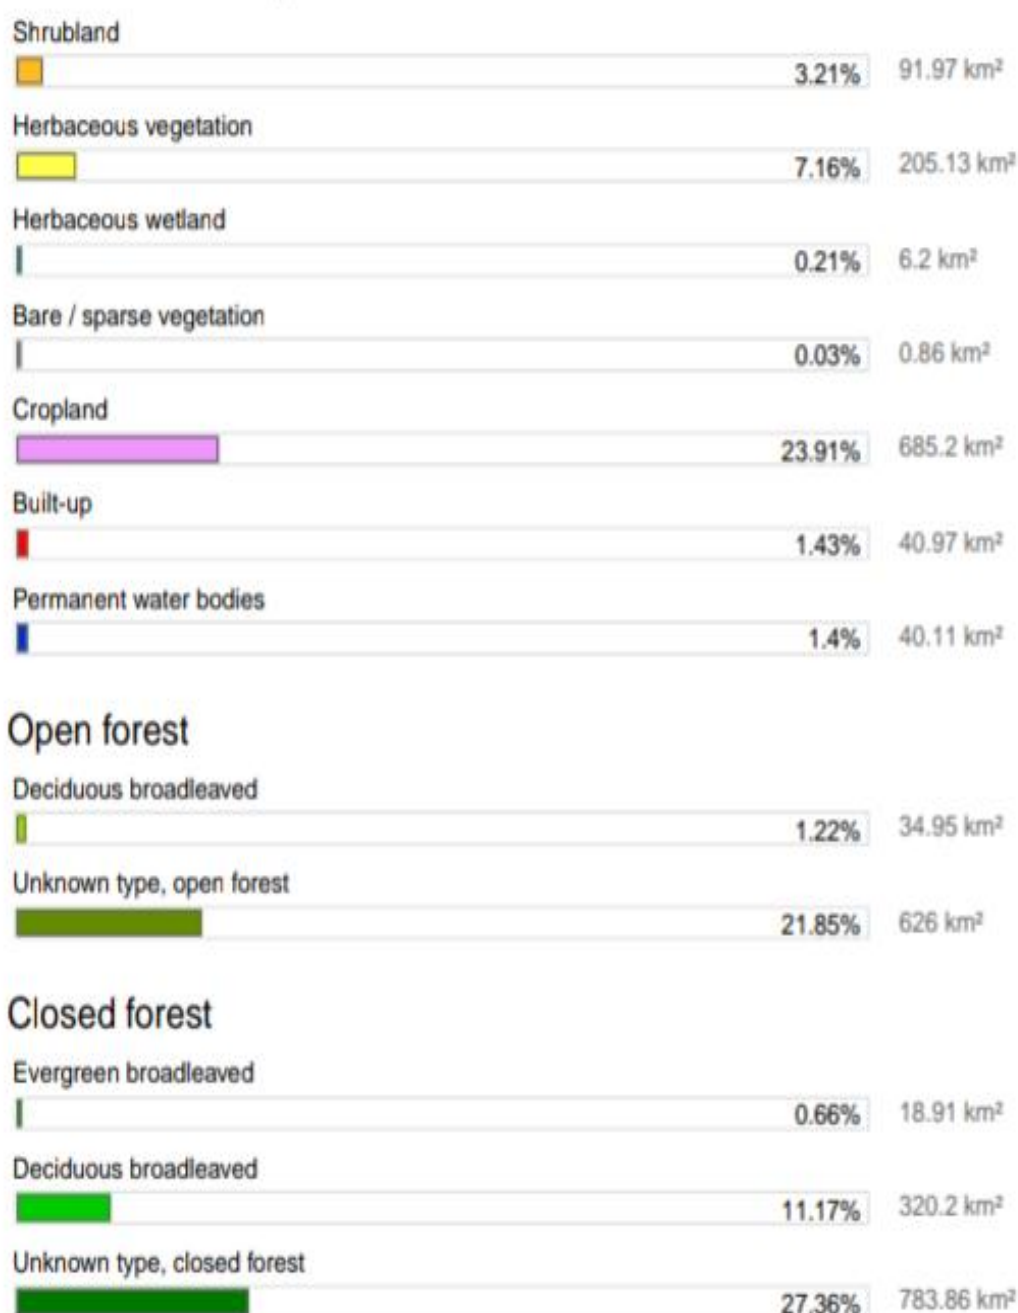 Shrubland
3.21% 91.97 km²
Herbaceous vegetation
7.16% 205.13 km²
Herbaceous wetland
0.21% 6.2 km²
Bare / sparse vegetation
0.03% 0.86 km²
Cropland
23.91% 685.2 km²
Built-up
1.43% 40.97 km²
Permanent water bodies
1.4% 40.11 km²
Open forest
Deciduous broadleaved
1.22% 34.95 km²
Unknown type, open forest
21.85% 626 km²
Closed forest
Evergreen broadleaved
0.66% 18.91 km²
Deciduous broadleaved
11.17% 320.2 km²
Unknown type, closed forest
27.36% 783.86 km²